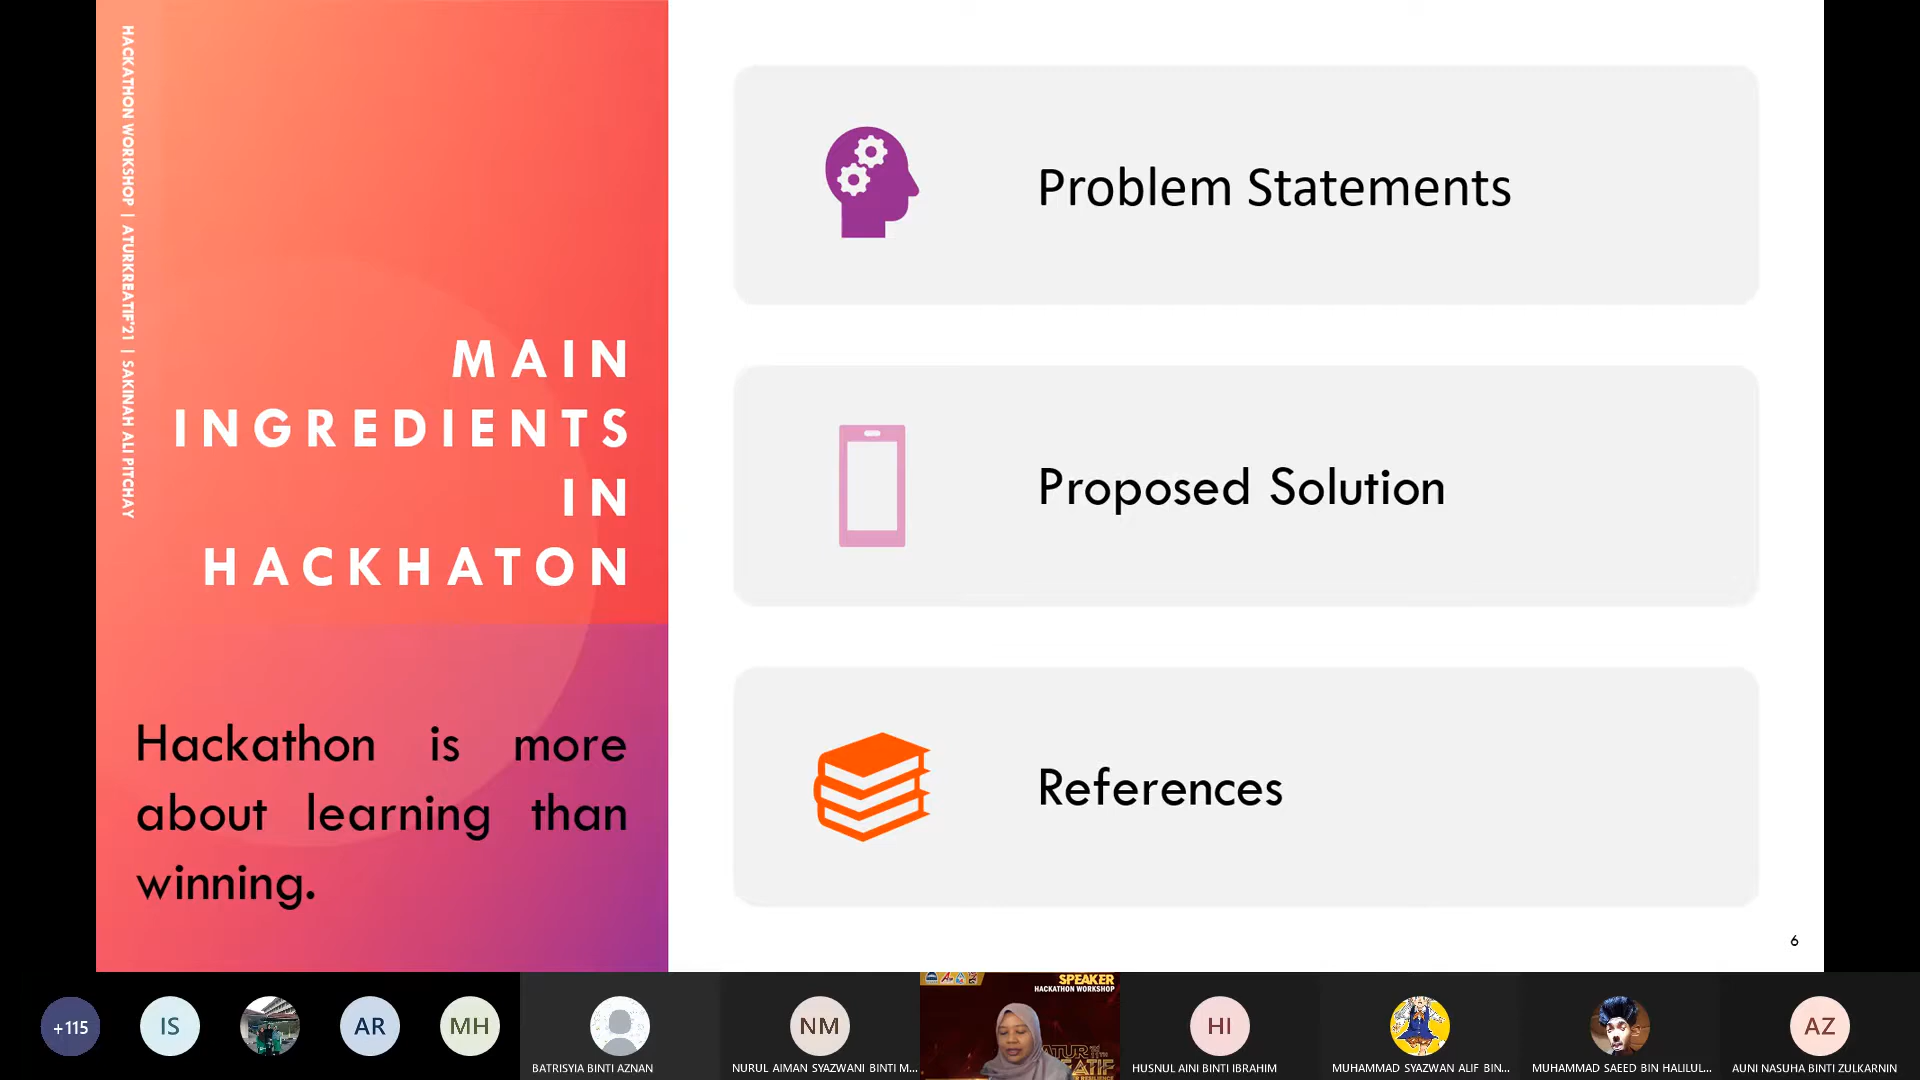 HACKATHON WORKSHOP | ATURKREATIF'21 | SAKINAH ALI PITCHAY
MAIN
INGREDIENTS
IN
HACKHATON
Hackathon is more
about learning than
winning.
Problem Statements
Proposed Solution
References
6
+115
IS
AR
MH
BATRISYIA BINTI AZNAN
NM
NURUL AIMAN SYAZWANI BINTI M...
SPEAKER
HACKATHON WORKSHOP
HI
HUSNUL AINI BINTI IBRAHIM
MUHAMMAD SYAZWAN ALIF BIN...
MUHAMMAD SAEED BIN HALILUL...
AZ
AUNI NASUHA BINTI ZULKARNIN